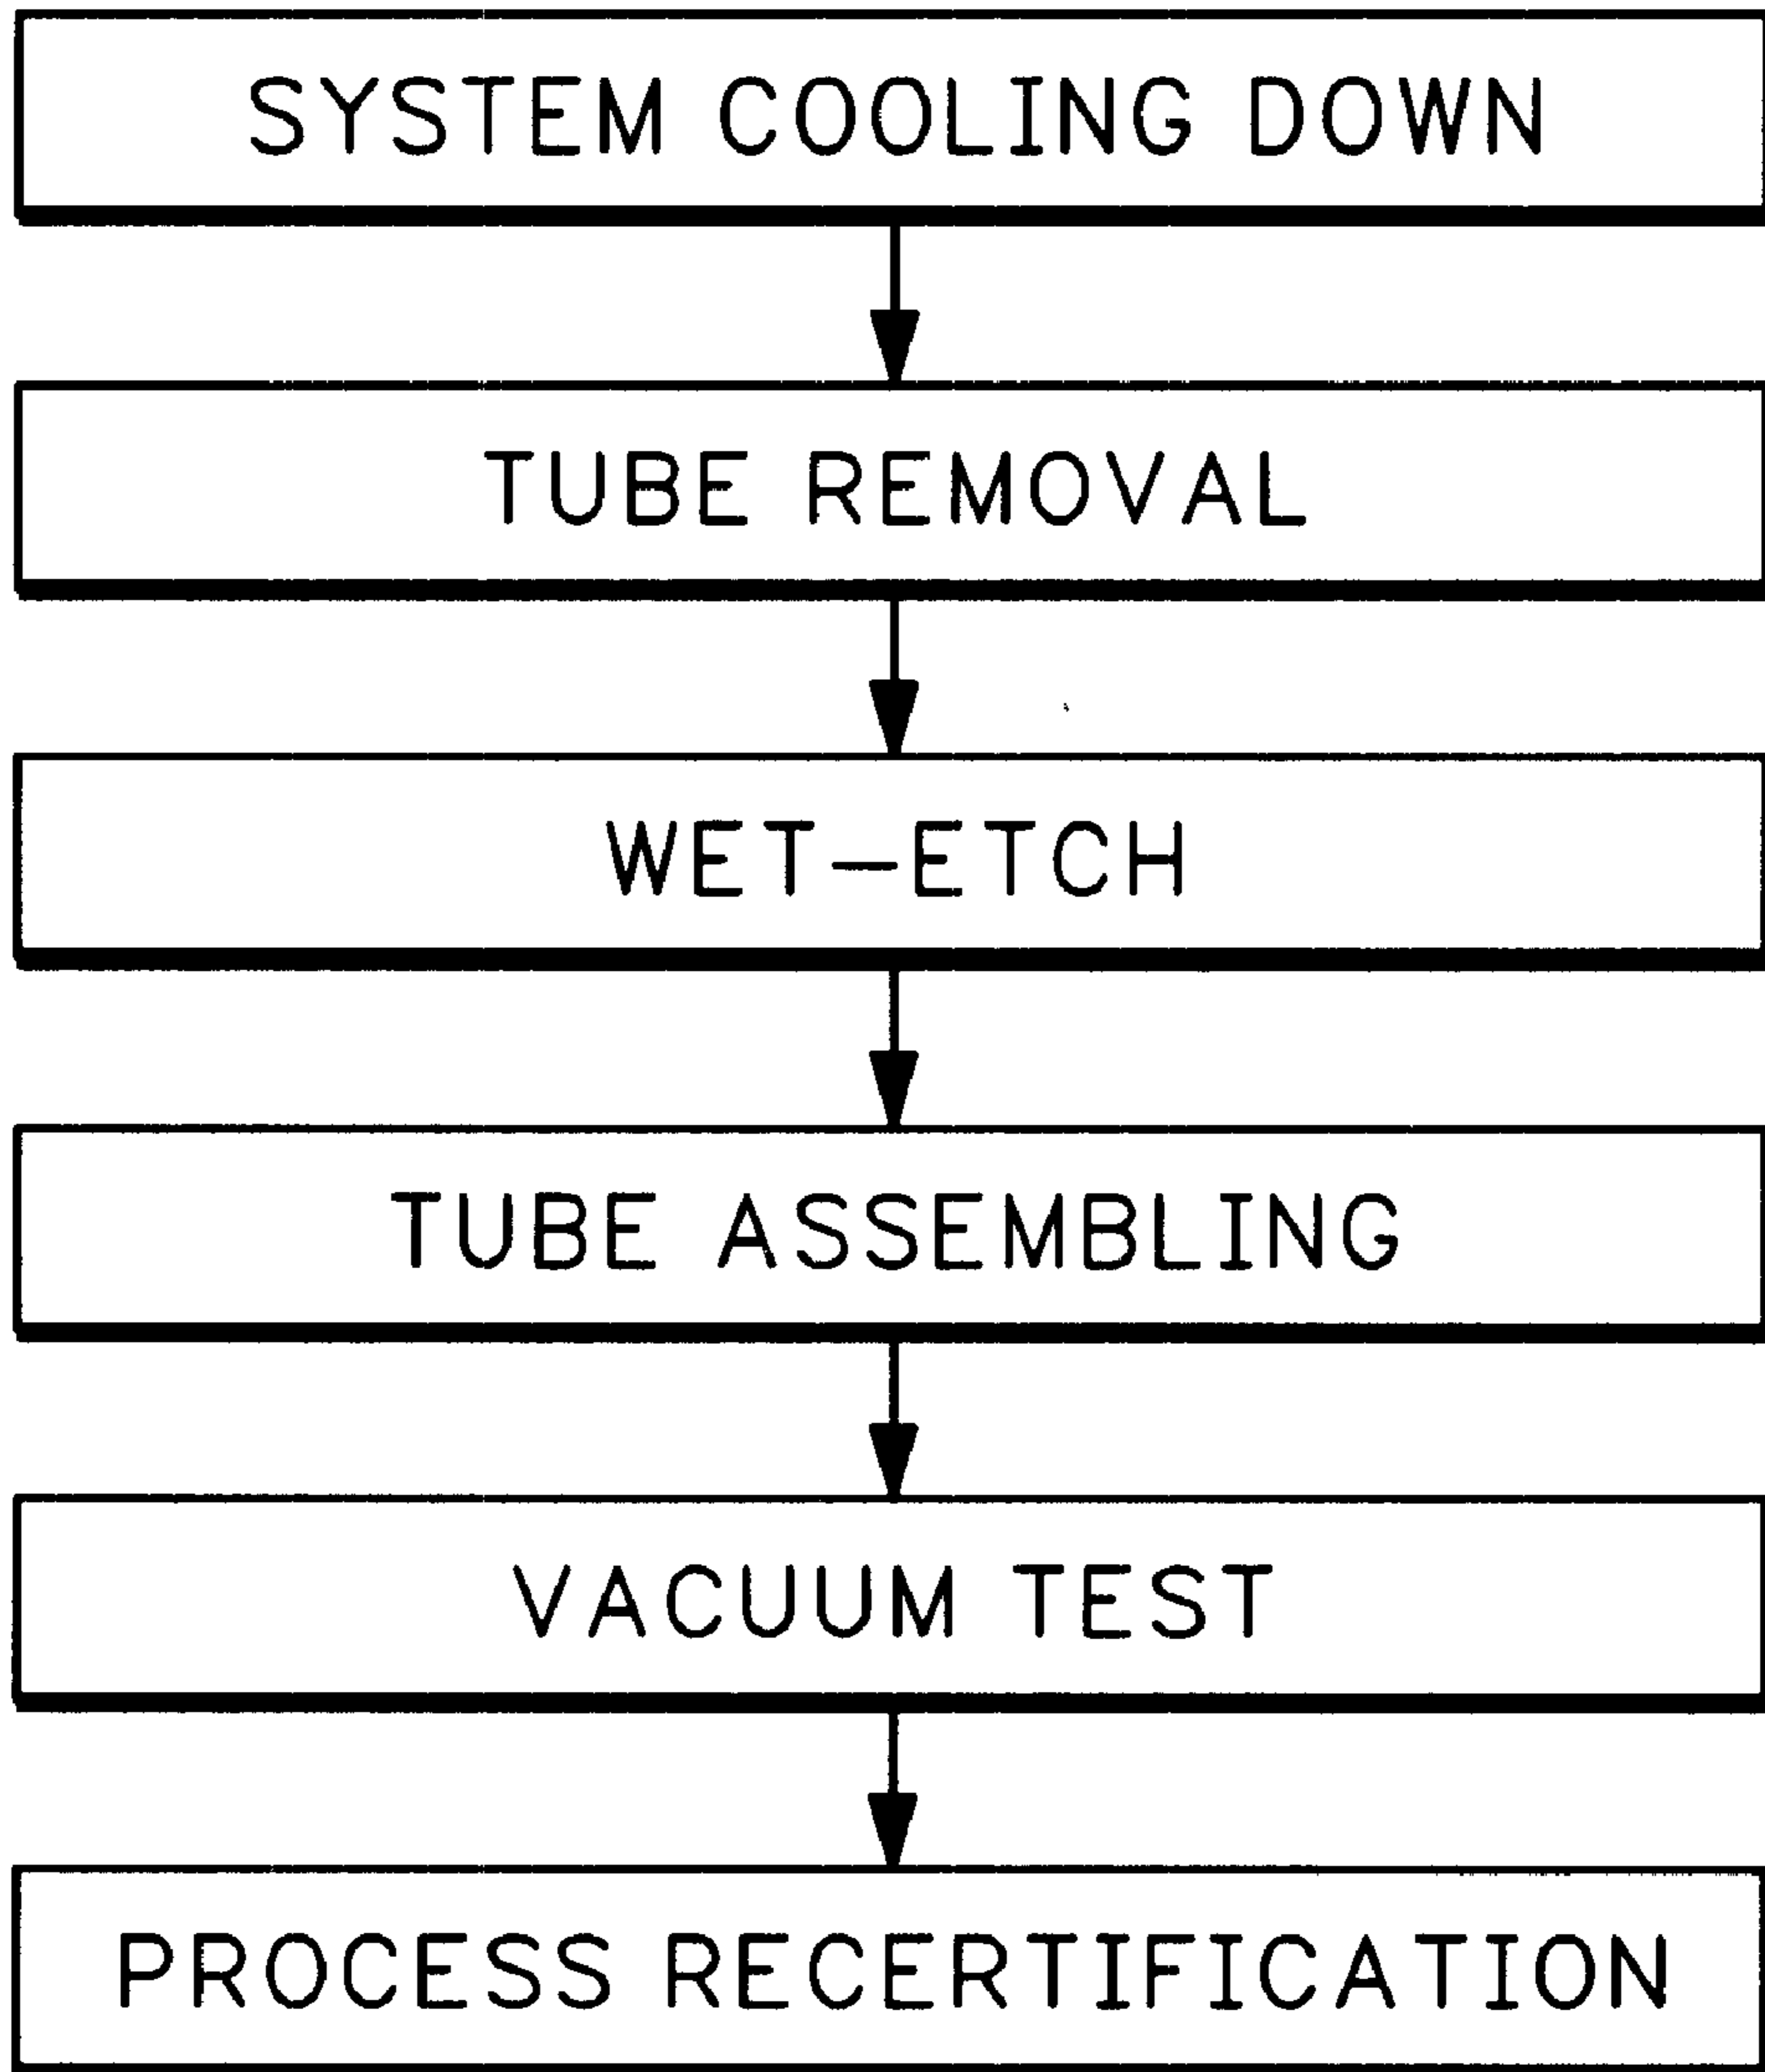 SYSTEM COOLING DOWN
TUBE REMOVAL
WET-ETCH
TUBE ASSEMBLING
VACUUM TEST
PROCESS RECERTIFICATION